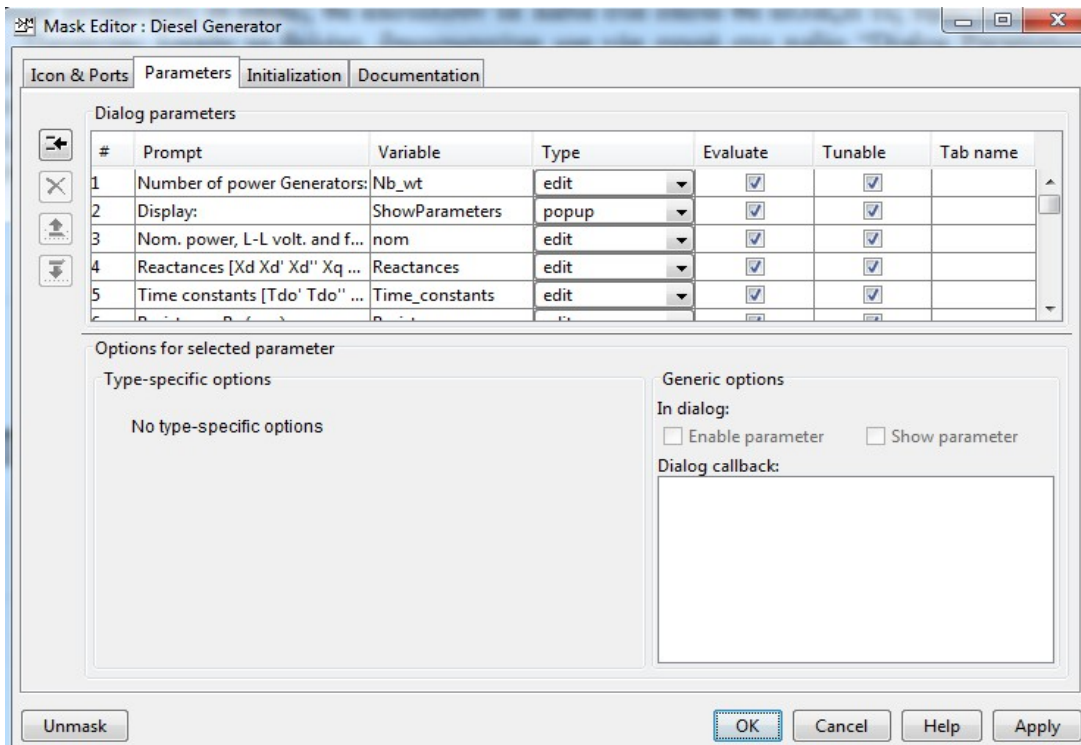 Mask Editor : Diesel Generator
Icon & Ports Parameters Initialization Documentation
Dialog parameters
# Prompt Variable Type Evaluate Tunable Tab name
1 Number of power Generators: Nb_wt edit
2 Display: ShowParameters popup
3 Nom. power, L-L volt. and f... nom edit
4 Reactances [Xd Xd' Xd'' Xq ... Reactances edit
5 Time constants [Tdo' Tdo'' ... Time_constants edit
Options for selected parameter
Type-specific options
No type-specific options
Generic options
In dialog:
Enable parameter Show parameter
Dialog callback:
Unmask OK Cancel Help Apply